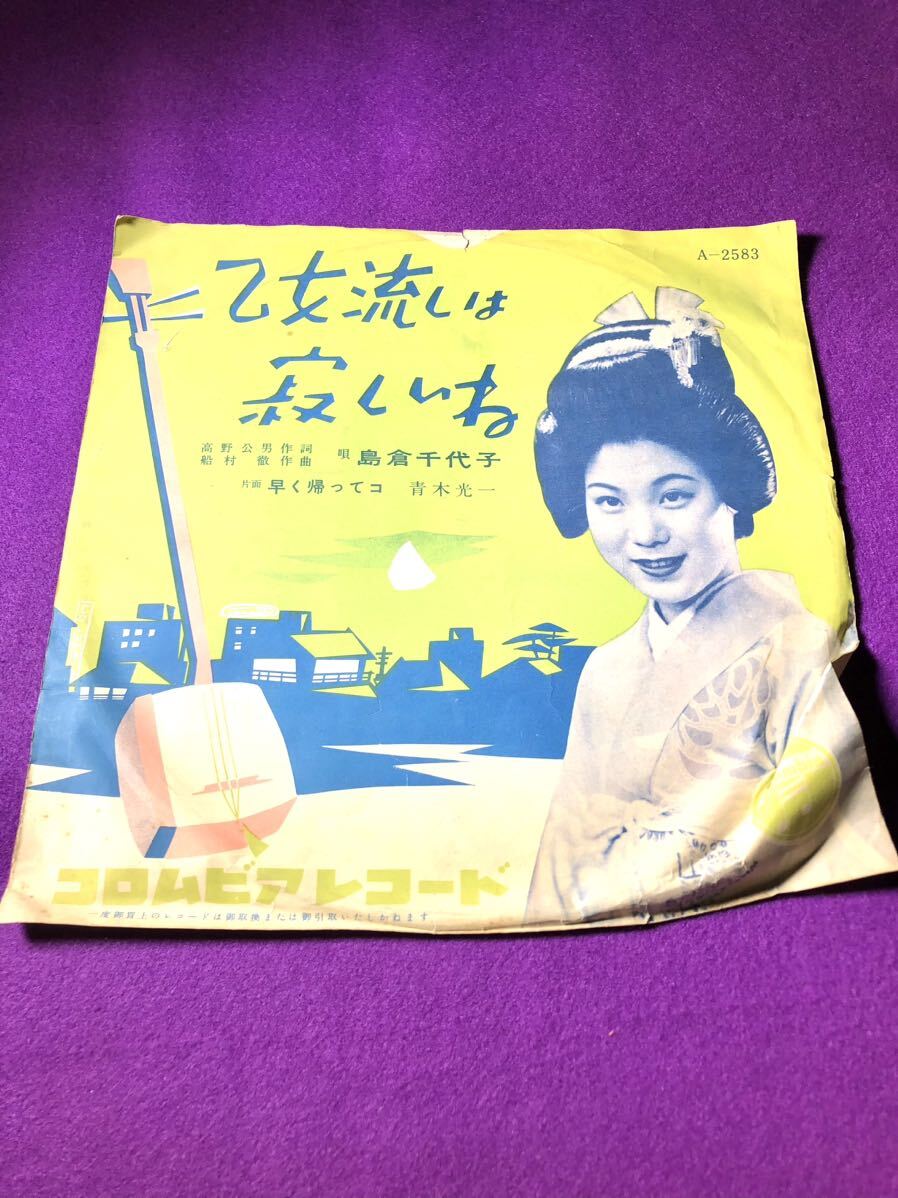 A-2583
乙女流しは
寂しいね
高野公男作詞
船村 徹作曲
唄 島倉千代子
片面 早く帰ってコ 青木光一
コロムビアレコード
一度御買上のレコードは御取換または御引取いたしかねます